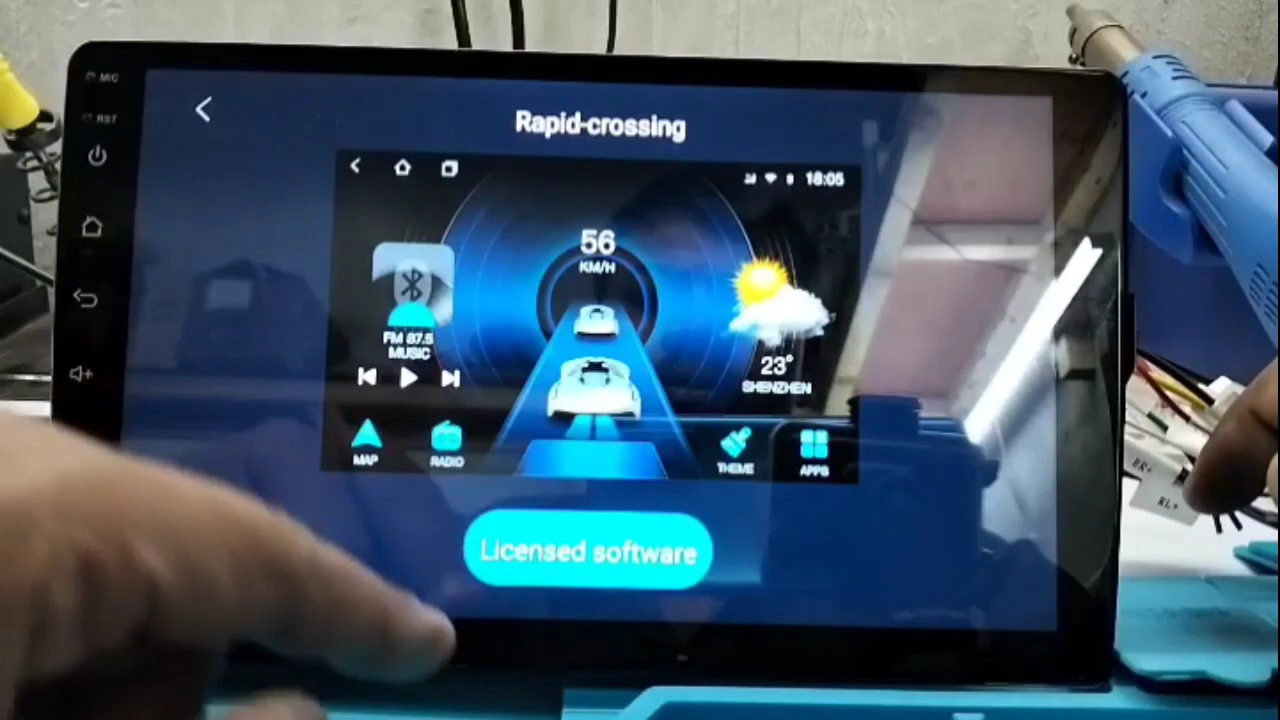 MIC
RST
Rapid-crossing
18:05
56
KM/H
FM 87.5
MUSIC
23°
SHENZHEN
MAP
RADIO
THEME
APPS
Licensed software
RL+